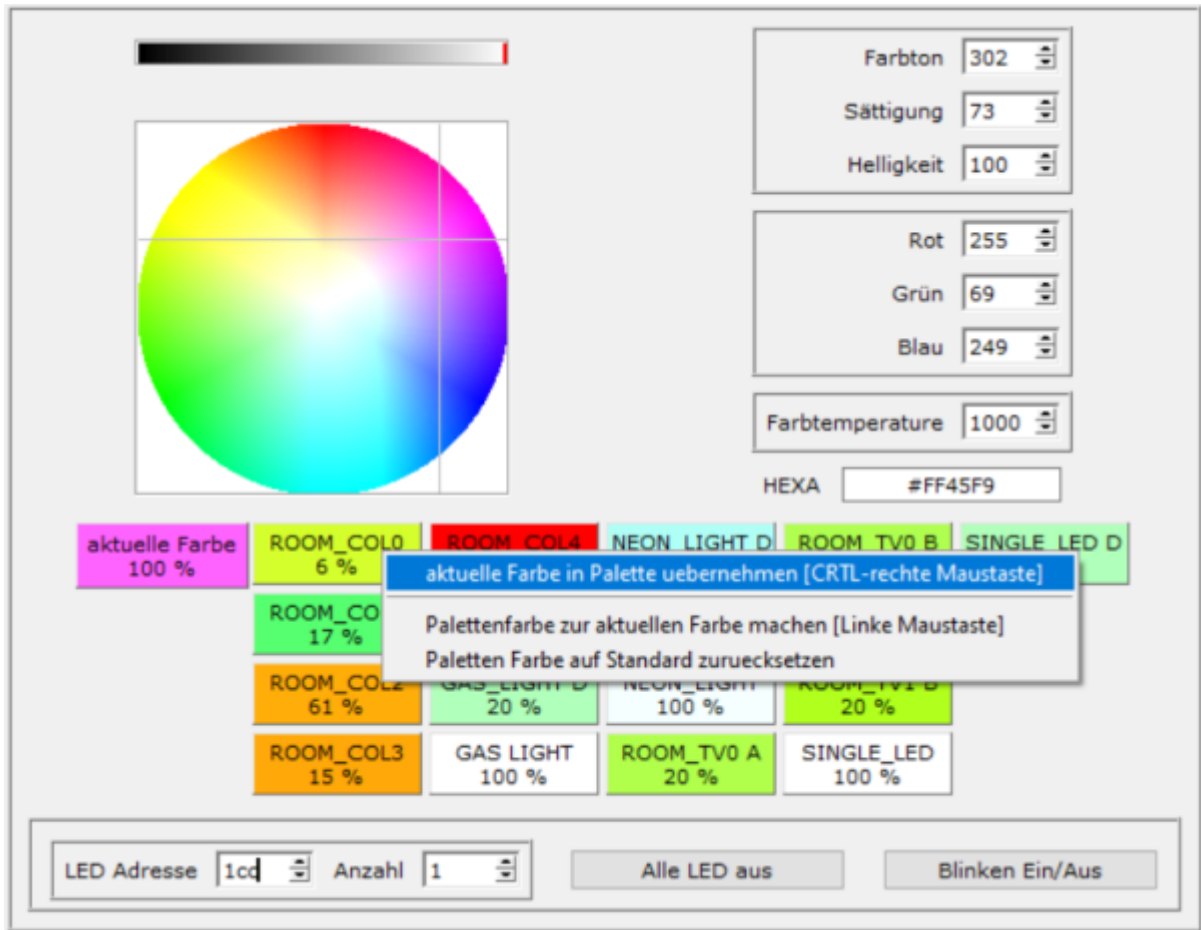 Farbton 302
Sättigung 73
Helligkeit 100
Rot 255
Grün 69
Blau 249
Farbtemperature 1000
HEXA #FF45F9
aktuelle Farbe
100 %
ROOM_COL0
6 %
ROOM_COL4
NEON_LIGHT D
ROOM_TV0 B
SINGLE_LED D
aktuelle Farbe in Palette uebernehmen [CRTL-rechte Maustaste]
Palettenfarbe zur aktuellen Farbe machen [Linke Maustaste]
Paletten Farbe auf Standard zuruecksetzen
ROOM_CO
17 %
ROOM_COL2
61 %
GAS_LIGHT D
20 %
NEON_LIGHT
100 %
ROOM_TV1 B
20 %
ROOM_COL3
15 %
GAS LIGHT
100 %
ROOM_TV0 A
20 %
SINGLE_LED
100 %
LED Adresse 1cc Anzahl 1 Alle LED aus Blinken Ein/Aus